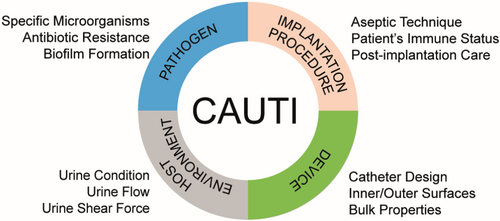 Specific Microorganisms
Antibiotic Resistance
Biofilm Formation
PATHOGEN
IMPLANTATION
PROCEDURE
Aseptic Technique
Patient's Immune Status
Post-implantation Care
CAUTI
HOST
ENVIRONMENT
DEVICE
Urine Condition
Urine Flow
Urine Shear Force
Catheter Design
Inner/Outer Surfaces
Bulk Properties